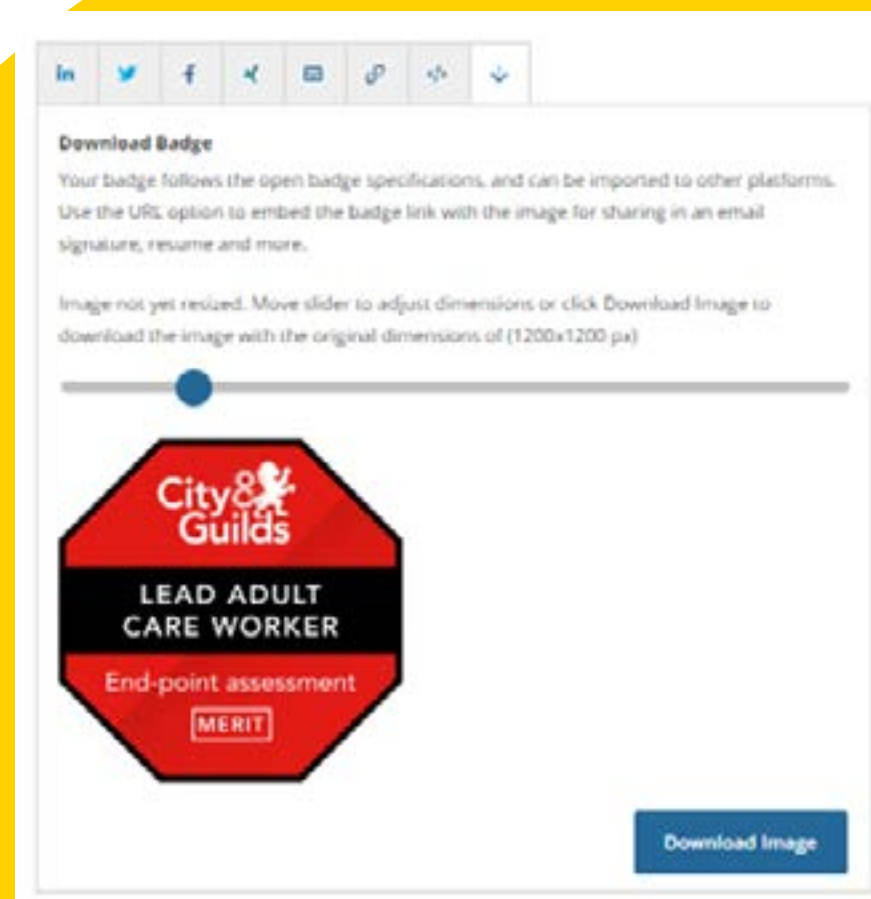 in
Download Badge
Your badge follows the open badge specifications, and can be imported to other platforms.
Use the URL option to embed the badge link with the image for sharing in an email
signature, resume and more.
Image not yet resized. Move slider to adjust dimensions or click Download Image to
download the image with the original dimensions of (1200x1200 px)
City&
Guilds
LEAD ADULT
CARE WORKER
End-point assessment
MERIT
Download Image